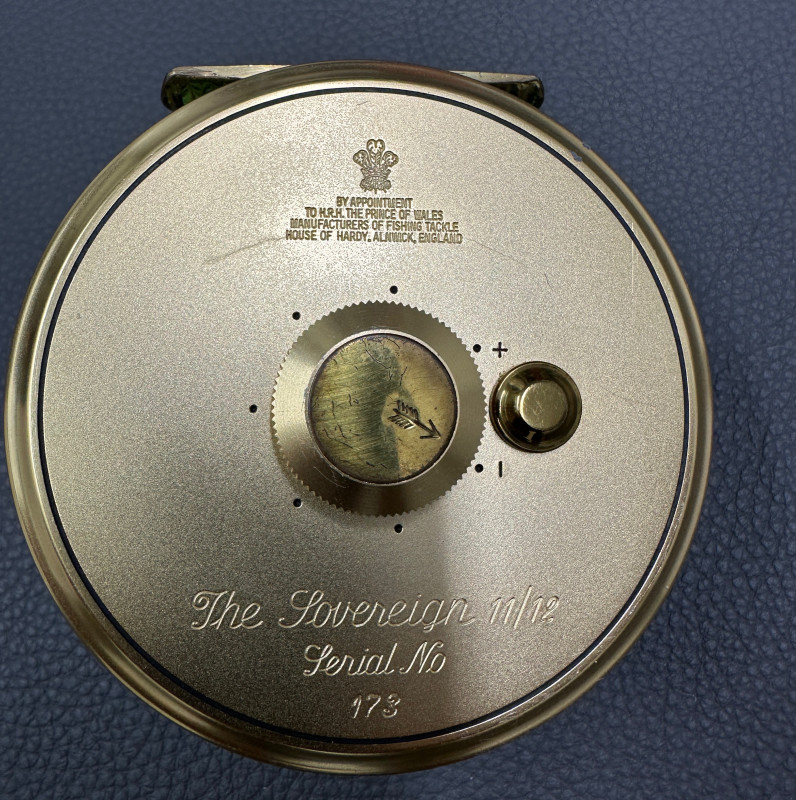 BY APPOINTMENT
TO H.R.H. THE PRINCE OF WALES
MANUFACTURERS OF FISHING TACKLE
HOUSE OF HARDY. ALNWICK, ENGLAND
+
-
The Sovereign 11/12
Serial No
173